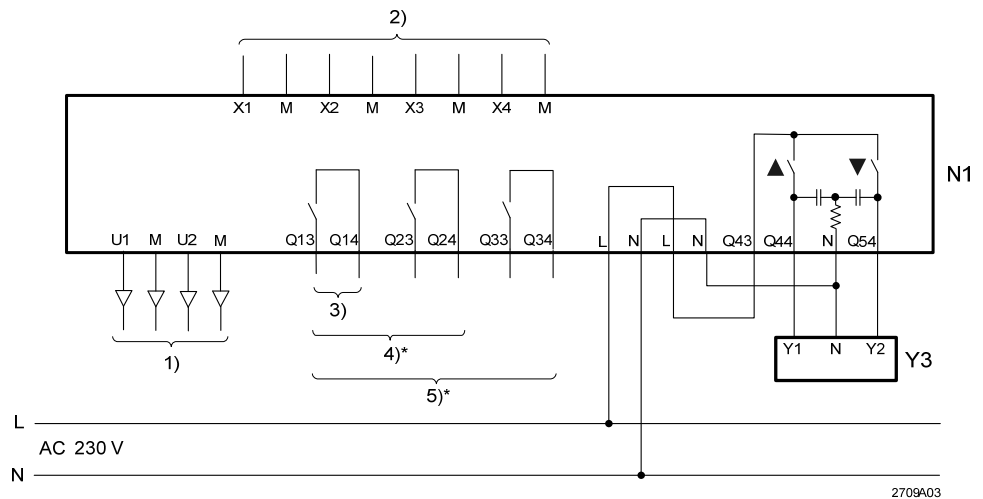 2)
X1 M X2 M X3 M X4 M
N1
U1 M U2 M Q13 Q14 Q23 Q24 Q33 Q34 L N L N Q43 Q44 N Q54
3)
1)
4)*
Y1 N Y2
Y3
5)*
L
AC 230 V
N
2709A03